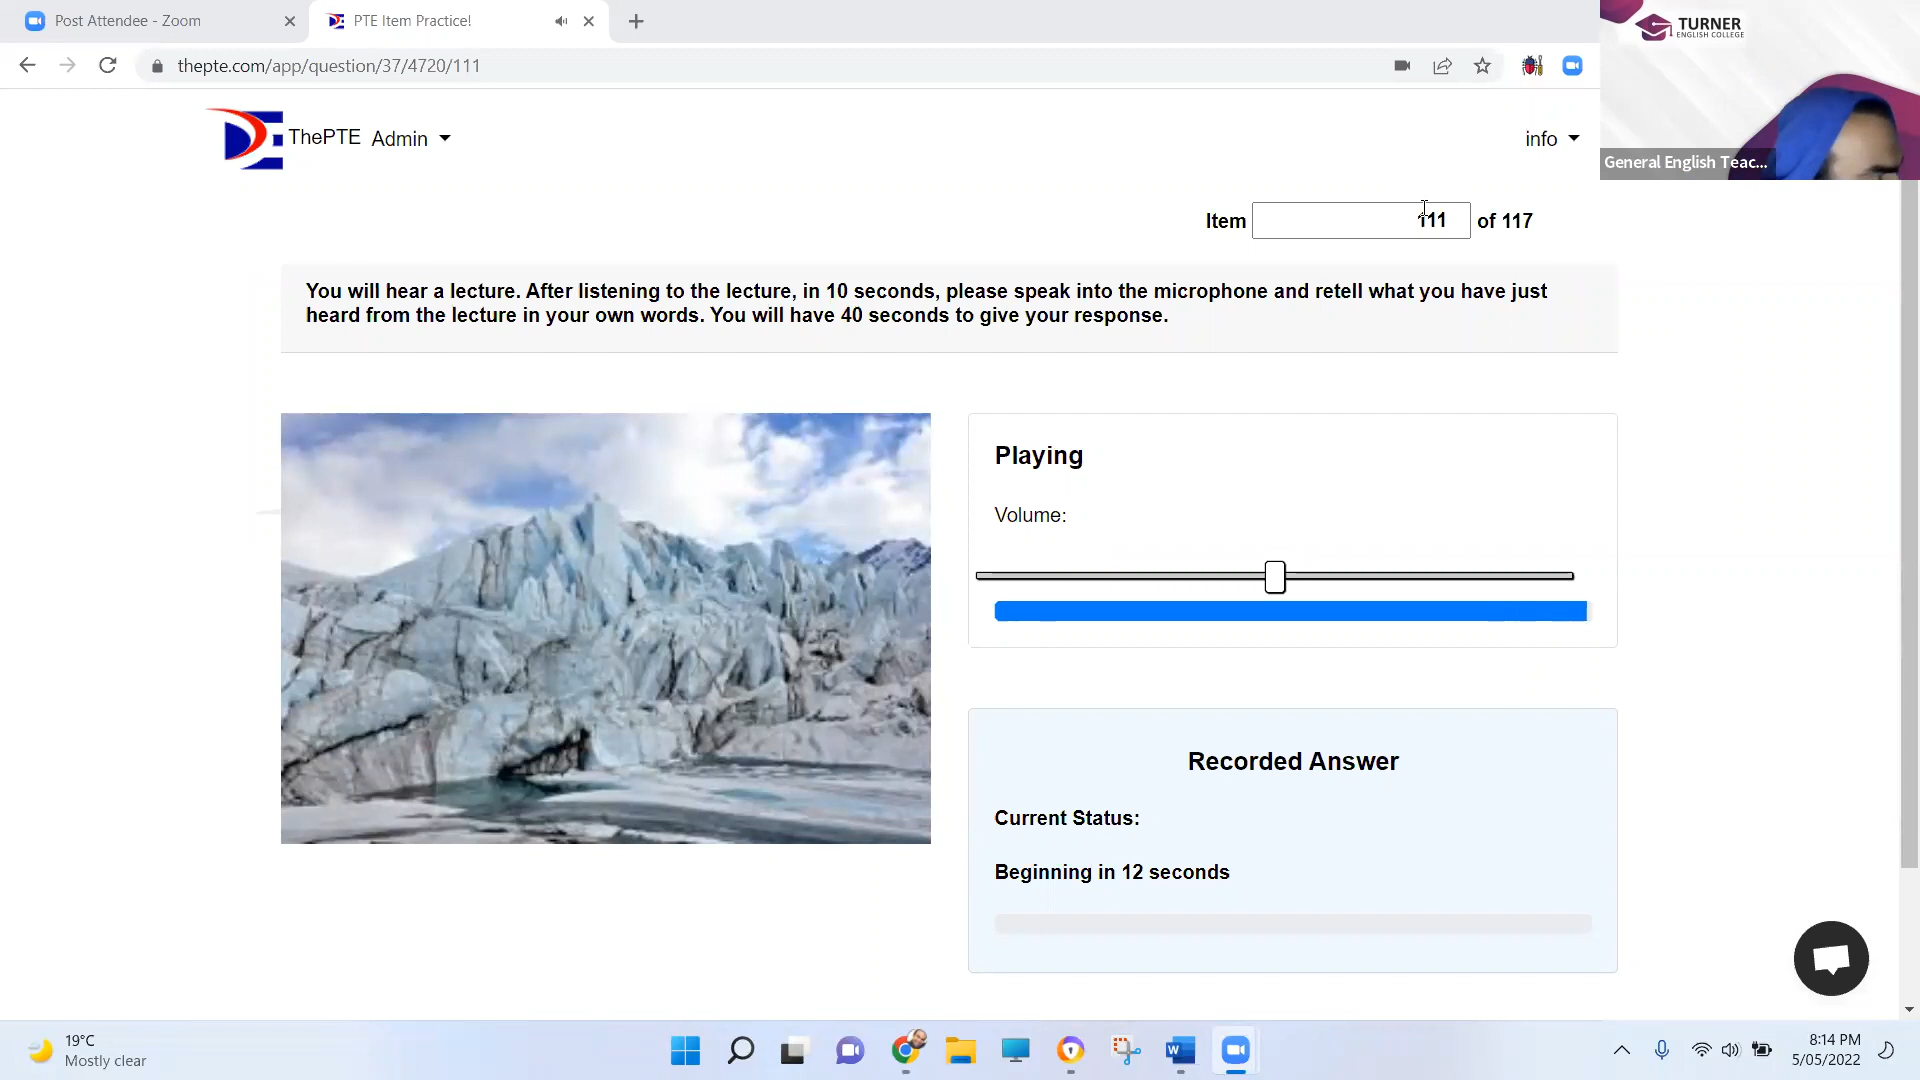 Post Attendee - Zoom
PTE Item Practice!
thepte.com/app/question/37/4720/111
TURNER
ENGLISH COLLEGE
General English Teac...
ThePTE Admin
info
Item 111 of 117
You will hear a lecture. After listening to the lecture, in 10 seconds, please speak into the microphone and retell what you have just
heard from the lecture in your own words. You will have 40 seconds to give your response.
Playing
Volume:
Recorded Answer
Current Status:
Beginning in 12 seconds
19°C
Mostly clear
8:14 PM
5/05/2022